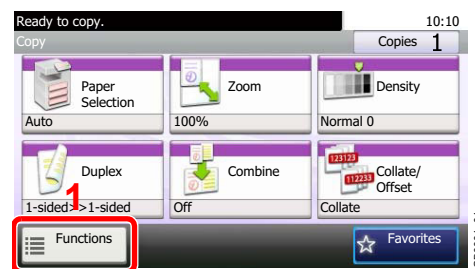 Ready to copy. 10:10
Copy Copies 1
Paper Selection
Auto
Zoom
100%
Density
Normal 0
Duplex
1-sided>>1-sided
Combine
Off
123123
112233
Collate/
Offset
Collate
1
Functions
Favorites